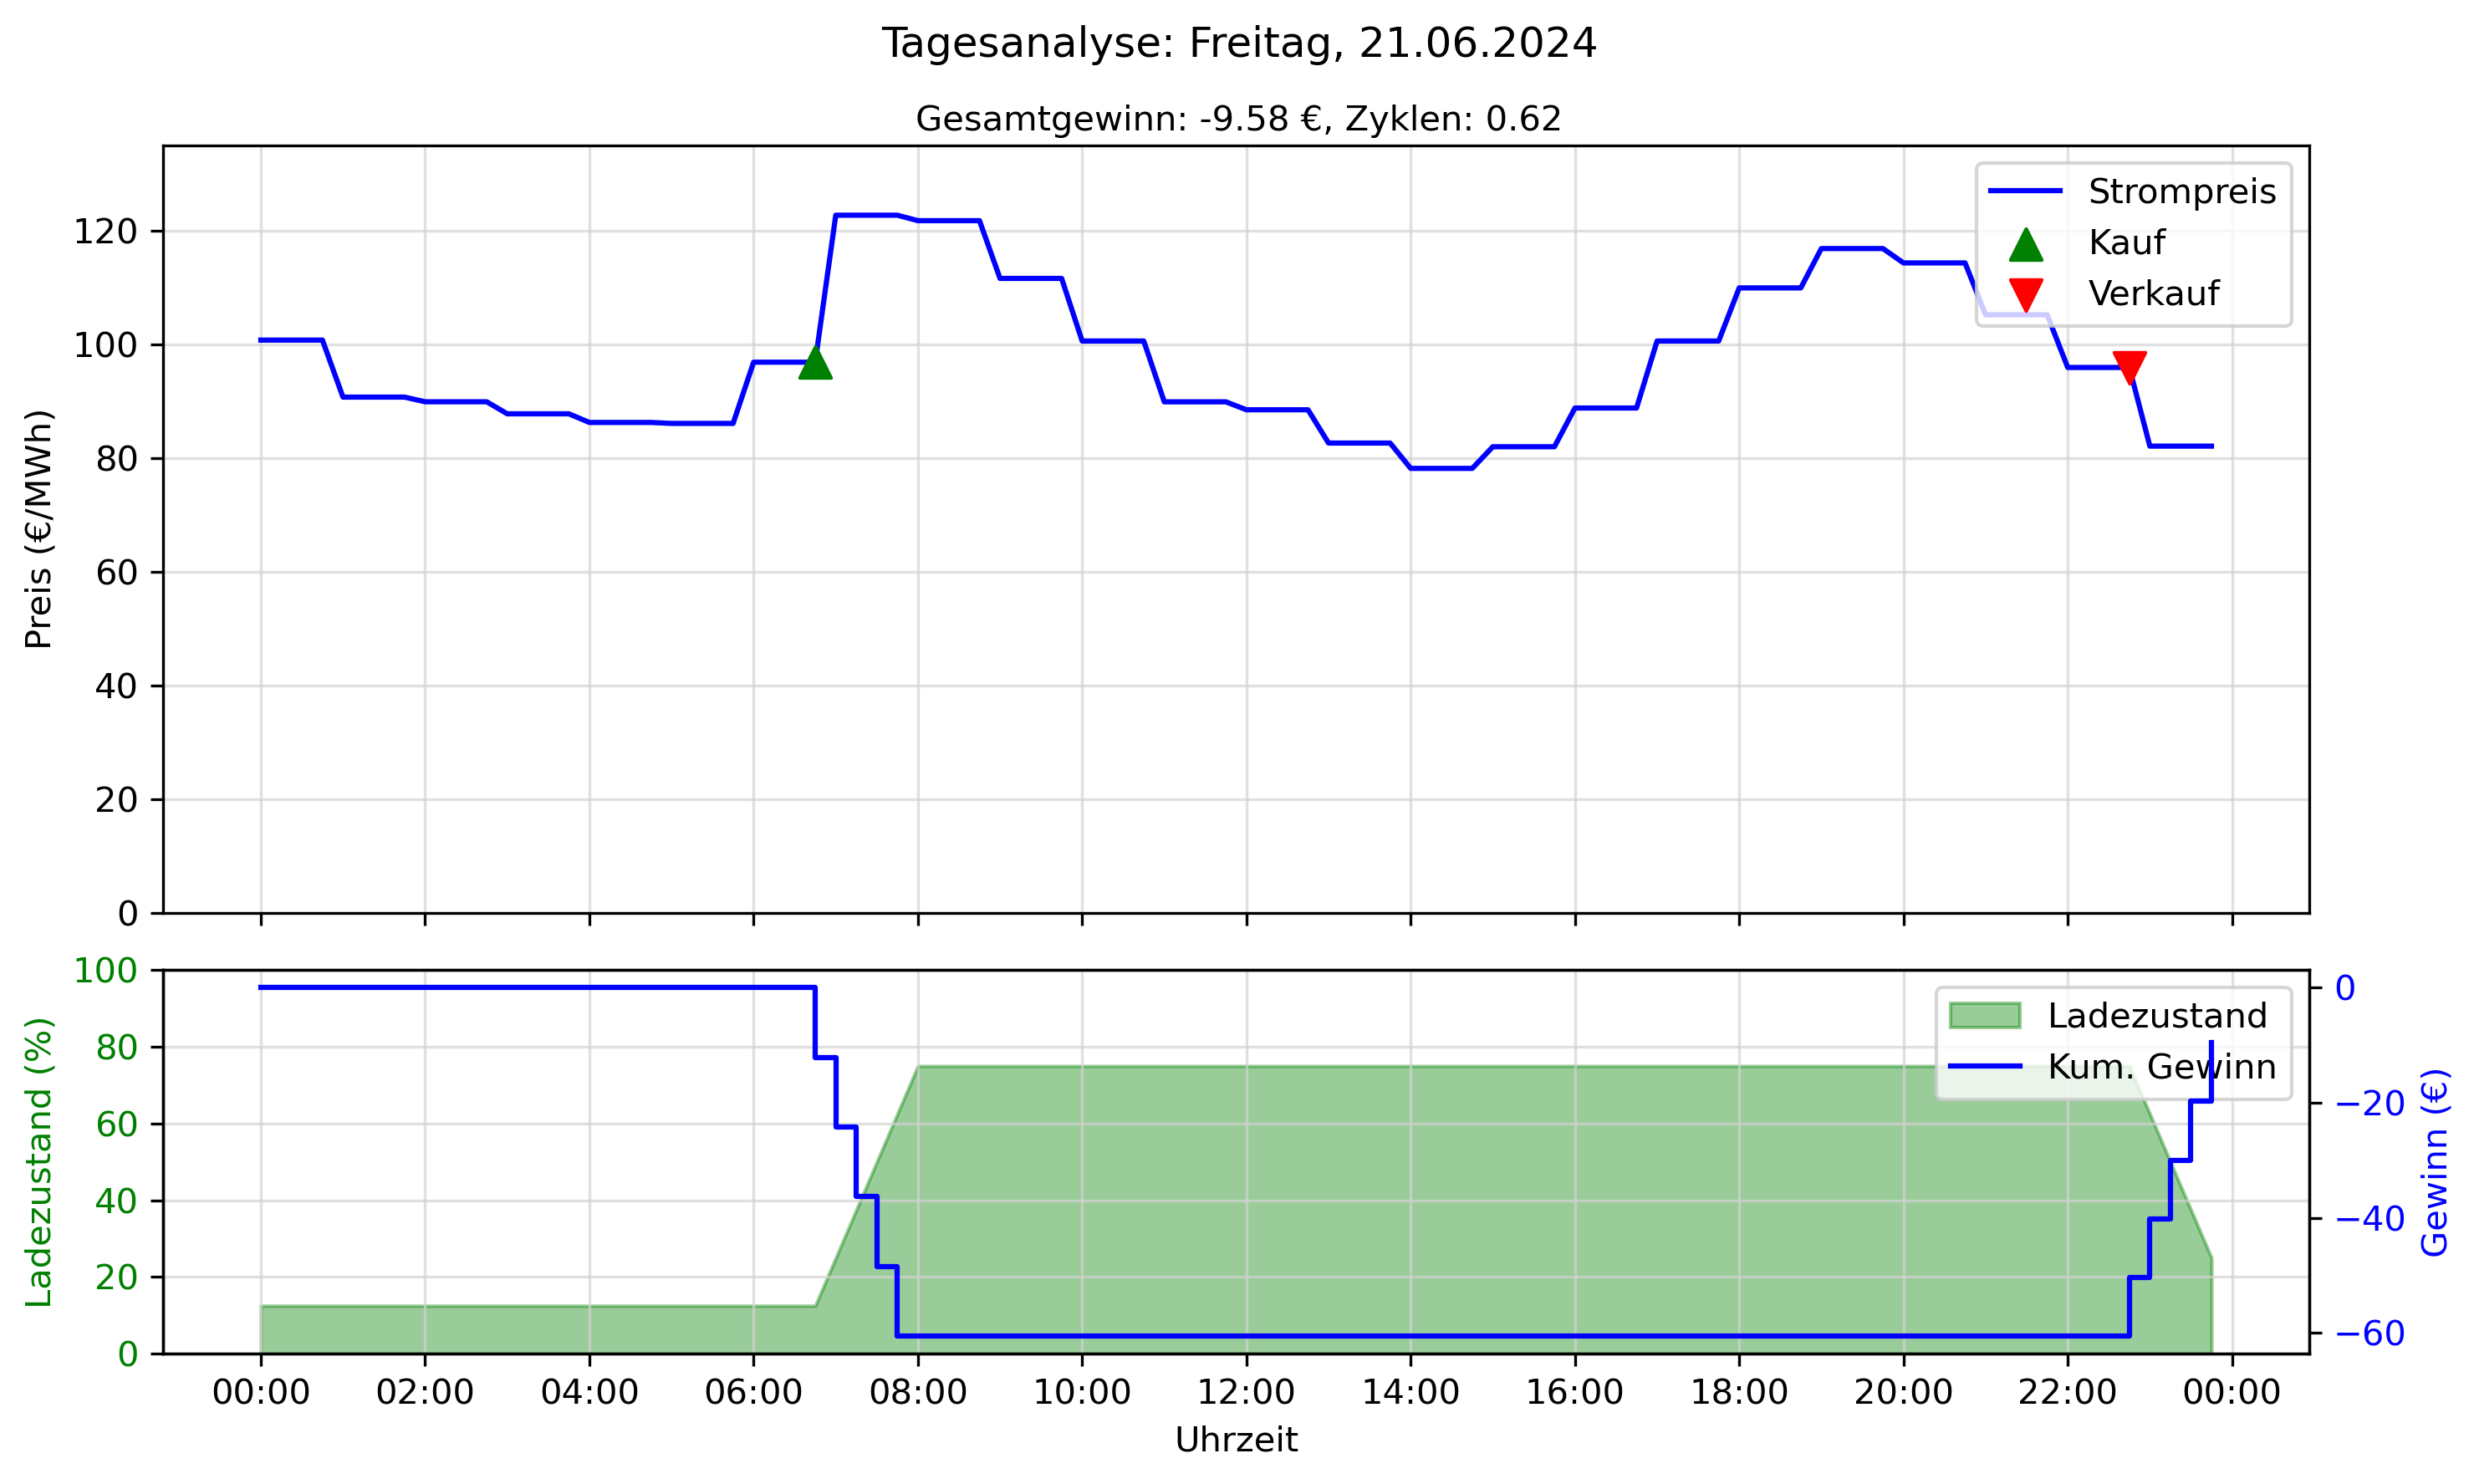 Tagesanalyse: Freitag, 21.06.2024
Gesamtgewinn: -9.58 €, Zyklen: 0.62
Preis (€/MWh)
120
100
80
60
40
20
0
Strompreis
Kauf
Verkauf
Ladezustand (%)
100
80
60
40
20
0
Ladezustand
Kum. Gewinn
0
−20
−40
−60
Gewinn (€)
00:00 02:00 04:00 06:00 08:00 10:00 12:00 14:00 16:00 18:00 20:00 22:00 00:00
Uhrzeit